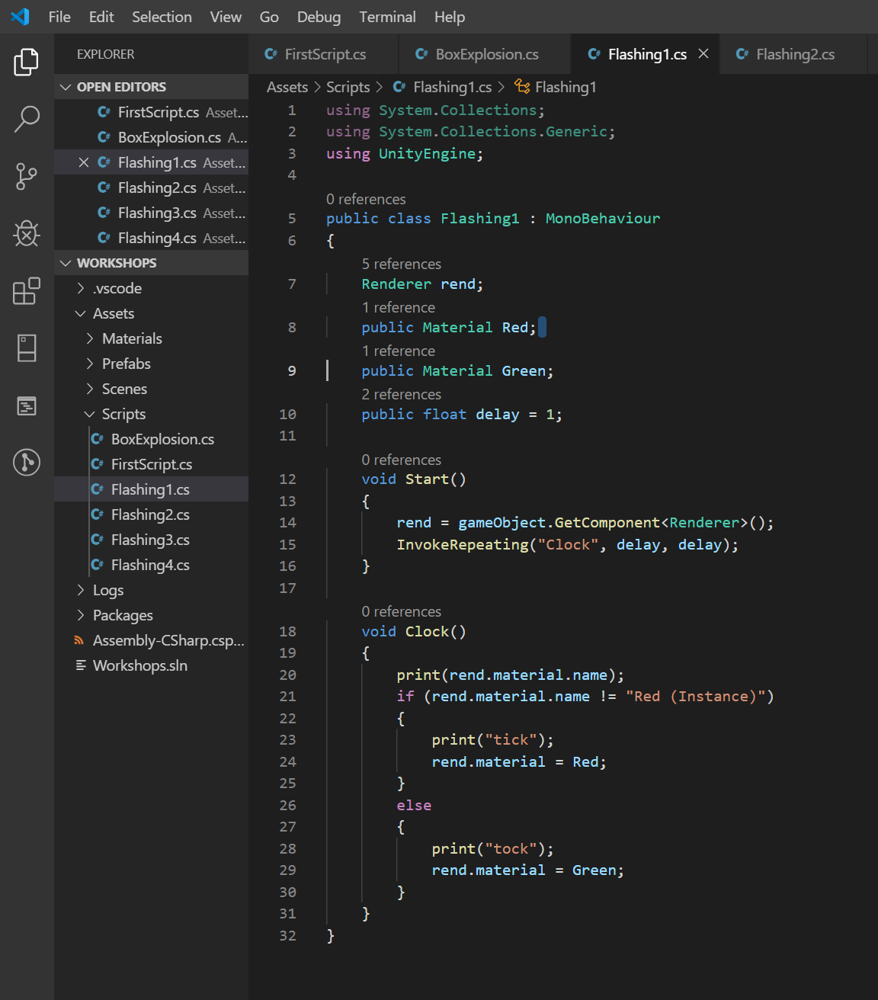 File Edit Selection View Go Debug Terminal Help
EXPLORER
OPEN EDITORS
FirstScript.cs Asset...
BoxExplosion.cs A...
Flashing1.cs Asset...
Flashing2.cs Asset...
Flashing3.cs Asset...
Flashing4.cs Asset...
WORKSHOPS
.vscode
Assets
Materials
Prefabs
Scenes
Scripts
BoxExplosion.cs
FirstScript.cs
Flashing1.cs
Flashing2.cs
Flashing3.cs
Flashing4.cs
Logs
Packages
Assembly-CSharp.csp...
Workshops.sln
FirstScript.cs BoxExplosion.cs Flashing1.cs Flashing2.cs
Assets > Scripts > Flashing1.cs > Flashing1
1 using System.Collections;
2 using System.Collections.Generic;
3 using UnityEngine;
4
0 references
5 public class Flashing1 : MonoBehaviour
6 {
5 references
7 Renderer rend;
1 reference
8 public Material Red;
1 reference
9 public Material Green;
2 references
10 public float delay = 1;
11
0 references
12 void Start()
13 {
14 rend = gameObject.GetComponent<Renderer>();
15 InvokeRepeating("Clock", delay, delay);
16 }
17
0 references
18 void Clock()
19 {
20 print(rend.material.name);
21 if (rend.material.name != "Red (Instance)")
22 {
23 print("tick");
24 rend.material = Red;
25 }
26 else
27 {
28 print("tock");
29 rend.material = Green;
30 }
31 }
32 }